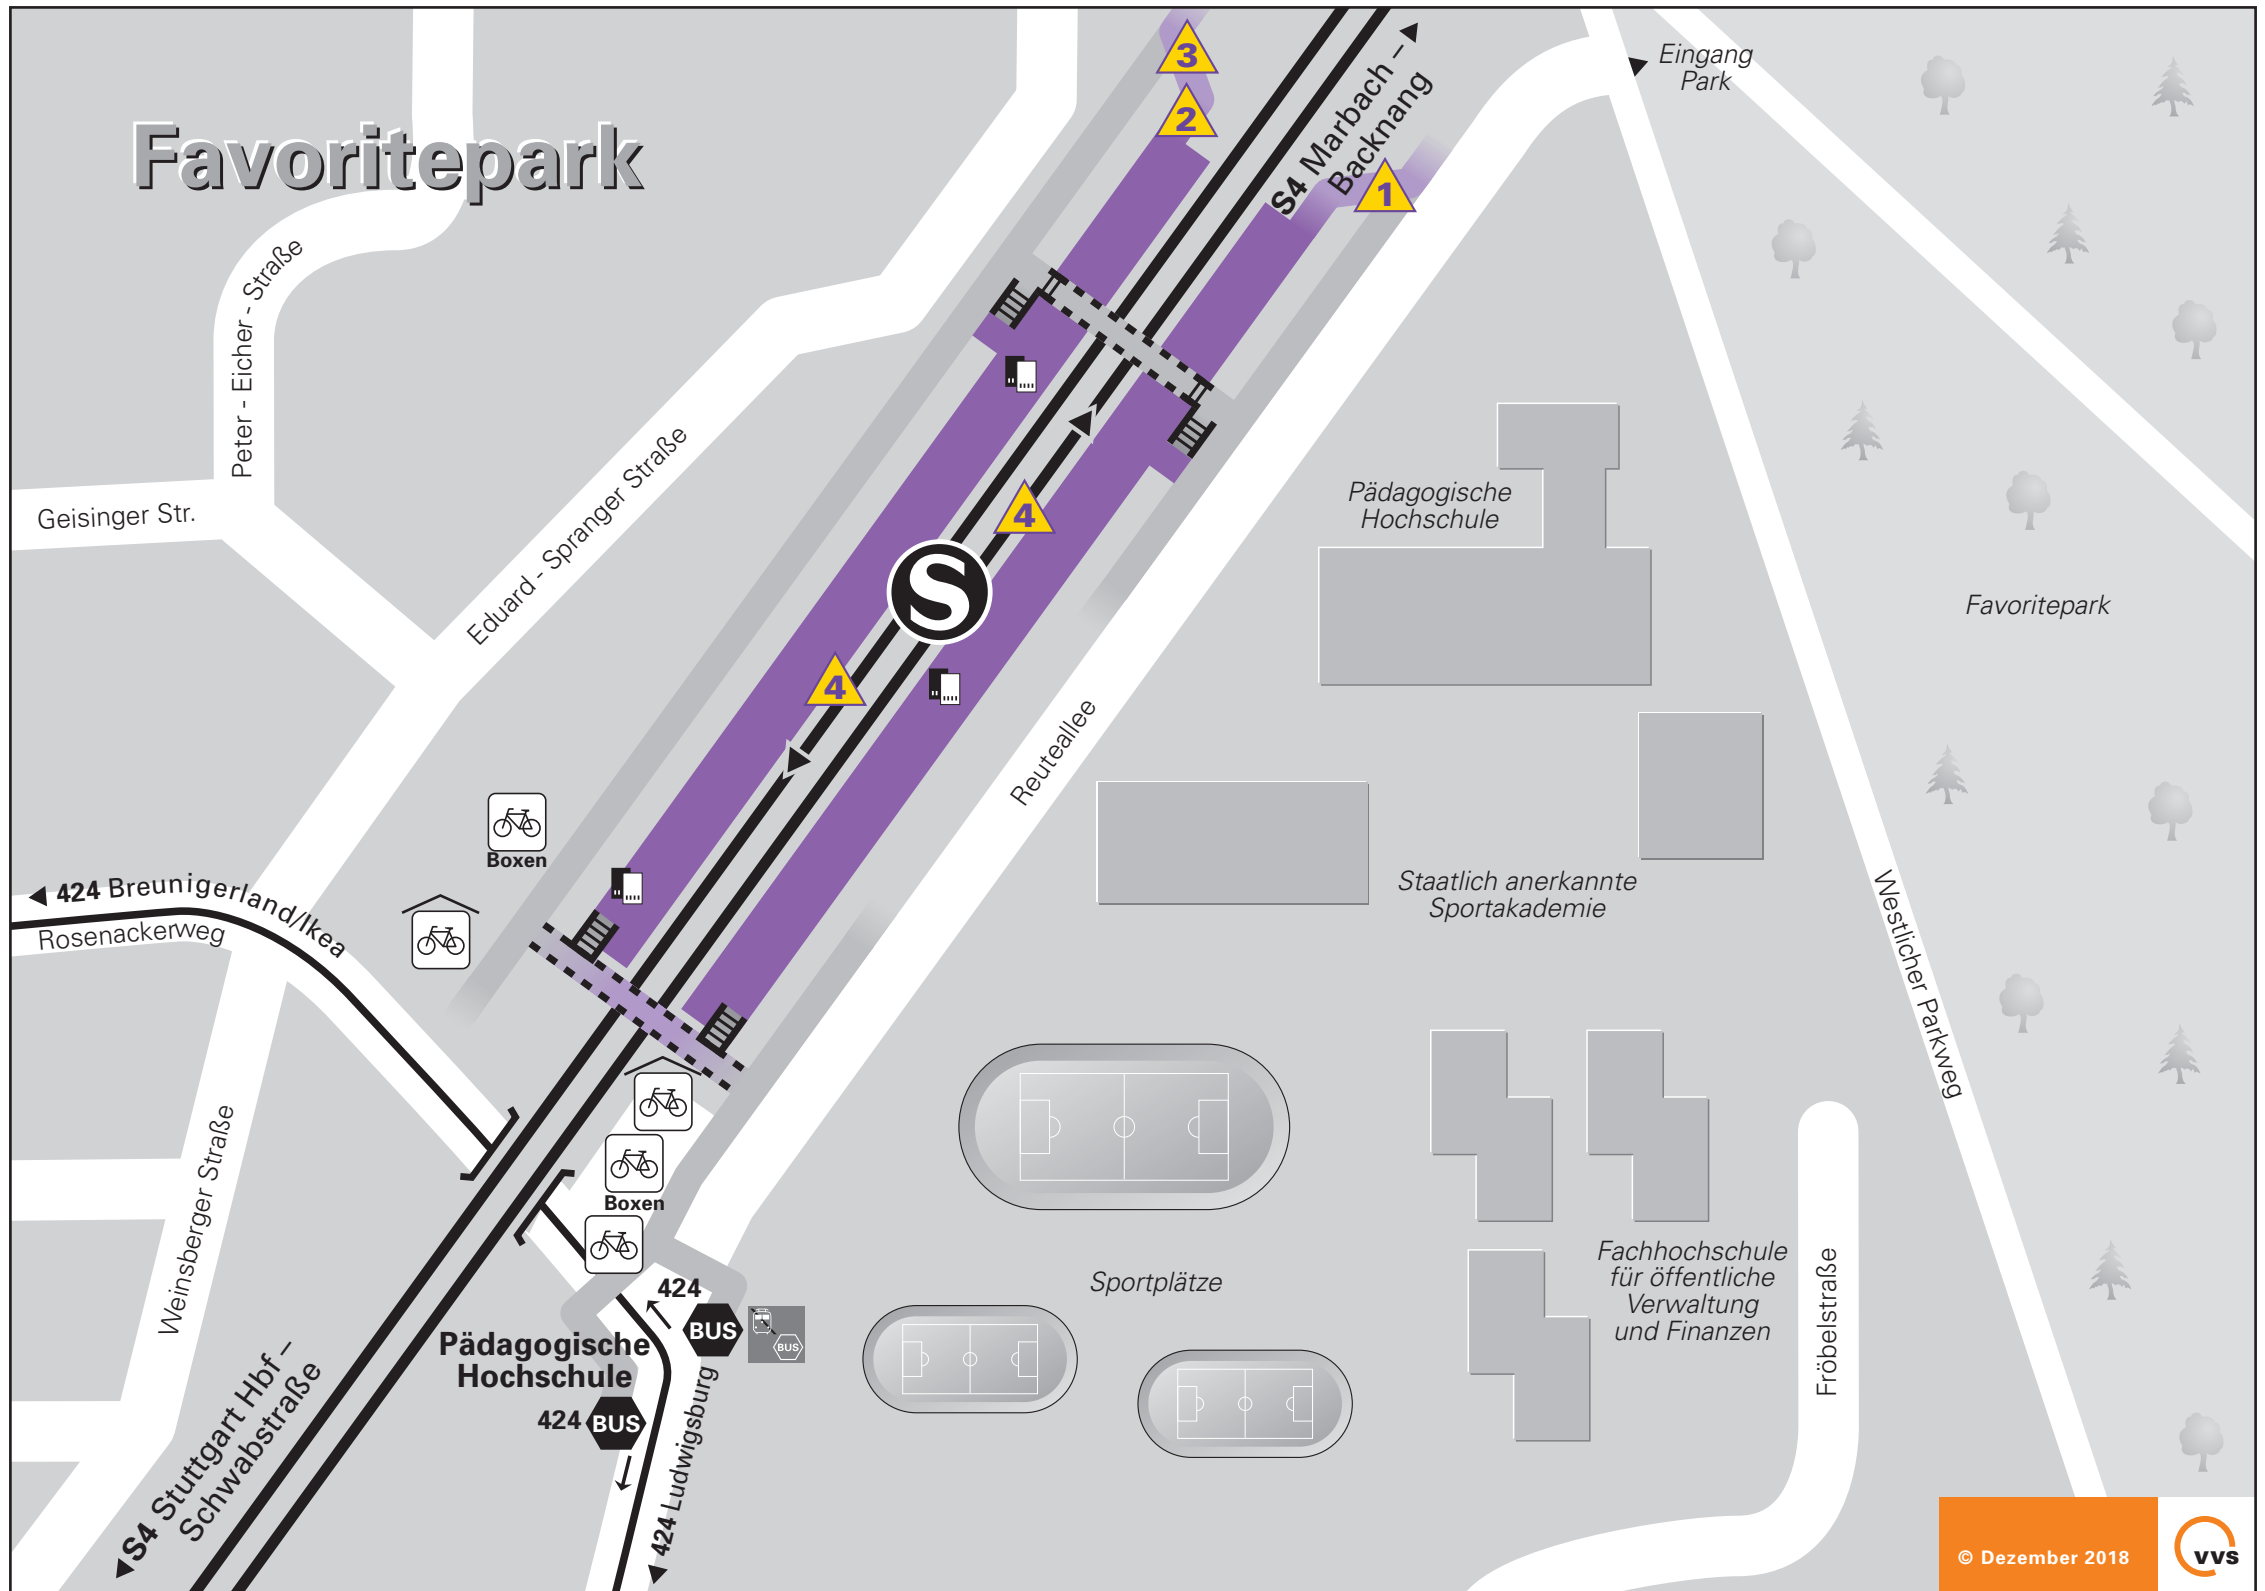 Favoritepark
3
2
1
S4 Marbach –
Backnang
Eingang
Park
Peter - Eicher - Straße
Geisinger Str.
Eduard - Spranger Straße
Pädagogische
Hochschule
4
S
4
Favoritepark
Reuteallee
Boxen
424 Breunigerland/Ikea
Rosenackerweg
Staatlich anerkannte
Sportakademie
Westlicher Parkweg
Weinsberger Straße
Boxen
424
BUS
BUS
Pädagogische
Hochschule
424 BUS
424 Ludwigsburg
Sportplätze
Fachhochschule
für öffentliche
Verwaltung
und Finanzen
Fröbelstraße
S4 Stuttgart Hbf –
Schwabstraße
© Dezember 2018
vvs